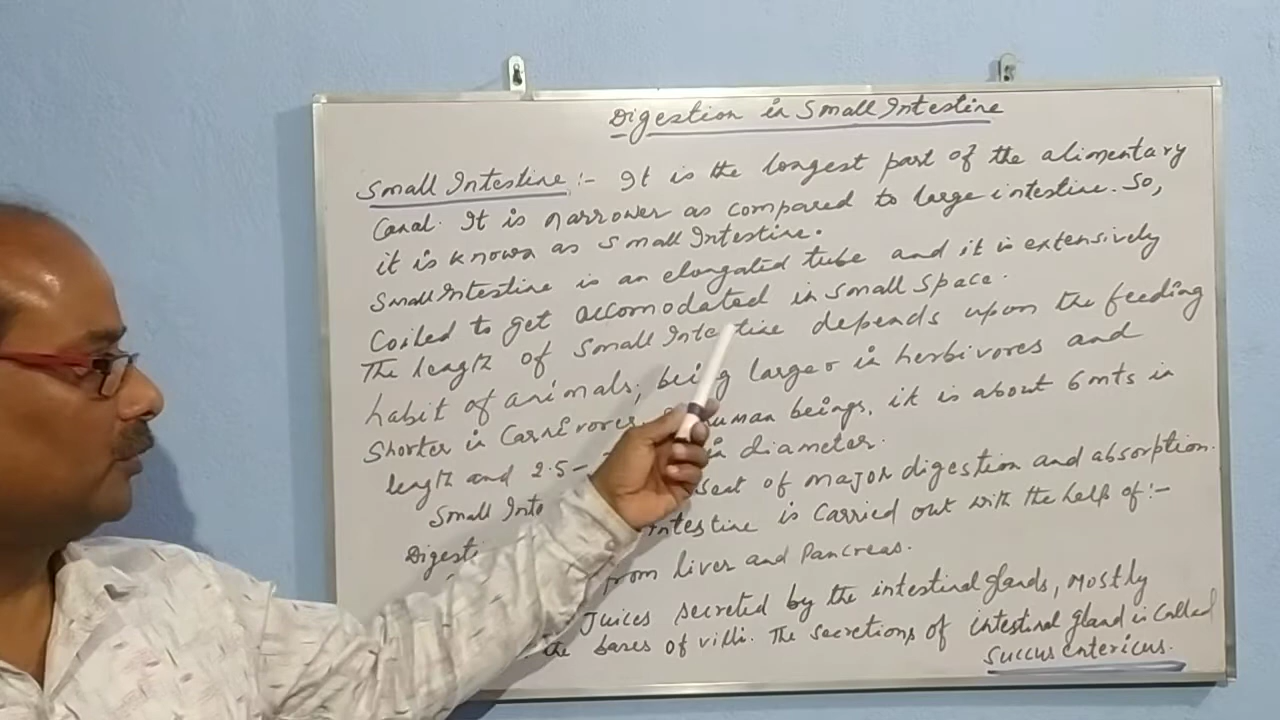 Digestion in Small Intestine
Small Intestine :- It is the longest part of the alimentary
Canal. It is narrower as compared to large intestine. So,
it is known as Small Intestine.
Small Intestine is an elongated tube and it is extensively
Coiled to get accomodated in small space.
The length of Small Intestine depends upon the feeding
habit of animals, being larger in herbivores and
Shorter in Carnivores. human beings, it is about 6 mts in
length and 2.5- in diameter.
Small seat of major digestion and absorption.
intestine is carried out with the help of :-
from liver and Pancreas.
Juices secreted by the intestinal glands, mostly
the bases of villi. The secretions of intestinal gland is called
Succus entericus.